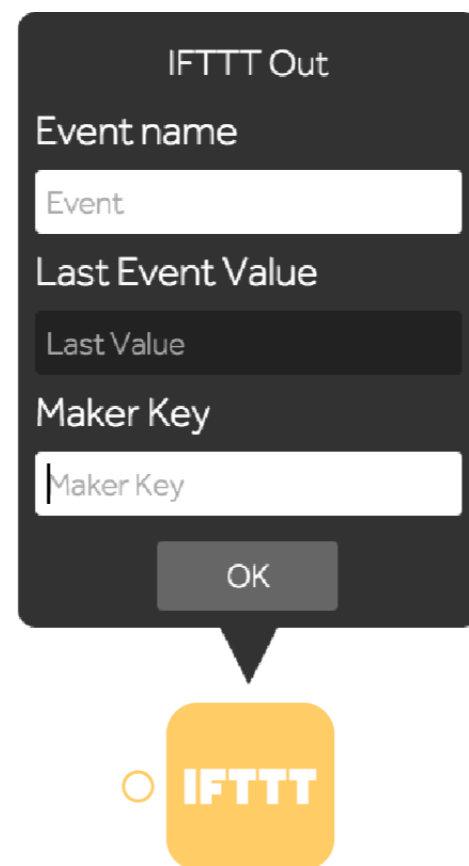 IFTTT Out
Event name
Event
Last Event Value
Last Value
Maker Key
Maker Key
OK
IFTTT